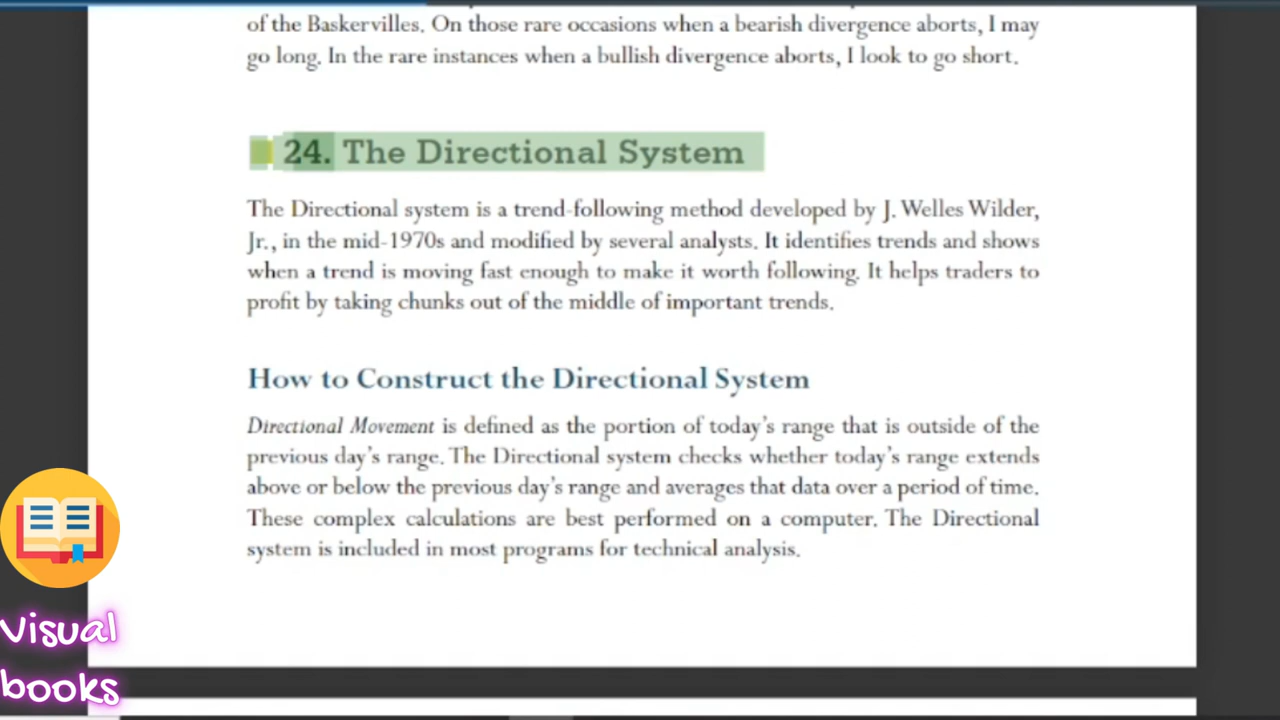 of the Baskervilles. On those rare occasions when a bearish divergence aborts, I may
go long. In the rare instances when a bullish divergence aborts, I look to go short.
24. The Directional System
The Directional system is a trend-following method developed by J. Welles Wilder,
Jr., in the mid-1970s and modified by several analysts. It identifies trends and shows
when a trend is moving fast enough to make it worth following. It helps traders to
profit by taking chunks out of the middle of important trends.
How to Construct the Directional System
Directional Movement is defined as the portion of today's range that is outside of the
previous day's range. The Directional system checks whether today's range extends
above or below the previous day's range and averages that data over a period of time.
These complex calculations are best performed on a computer. The Directional
system is included in most programs for technical analysis.
Visual
books